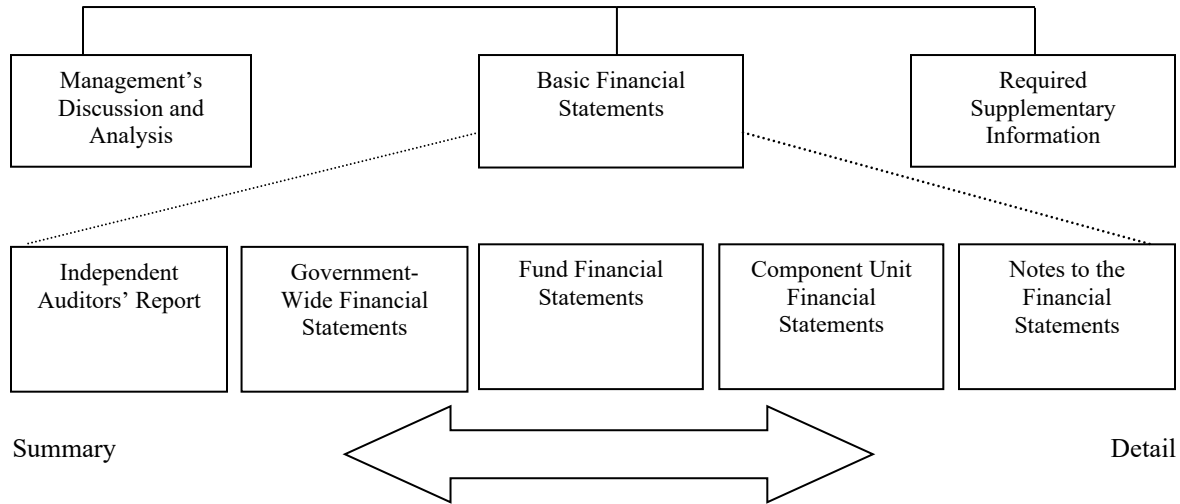 Management’s
Discussion and
Analysis
Basic Financial
Statements
Required
Supplementary
Information
Independent
Auditors’ Report
Government-
Wide Financial
Statements
Fund Financial
Statements
Component Unit
Financial
Statements
Notes to the
Financial
Statements
Summary
Detail